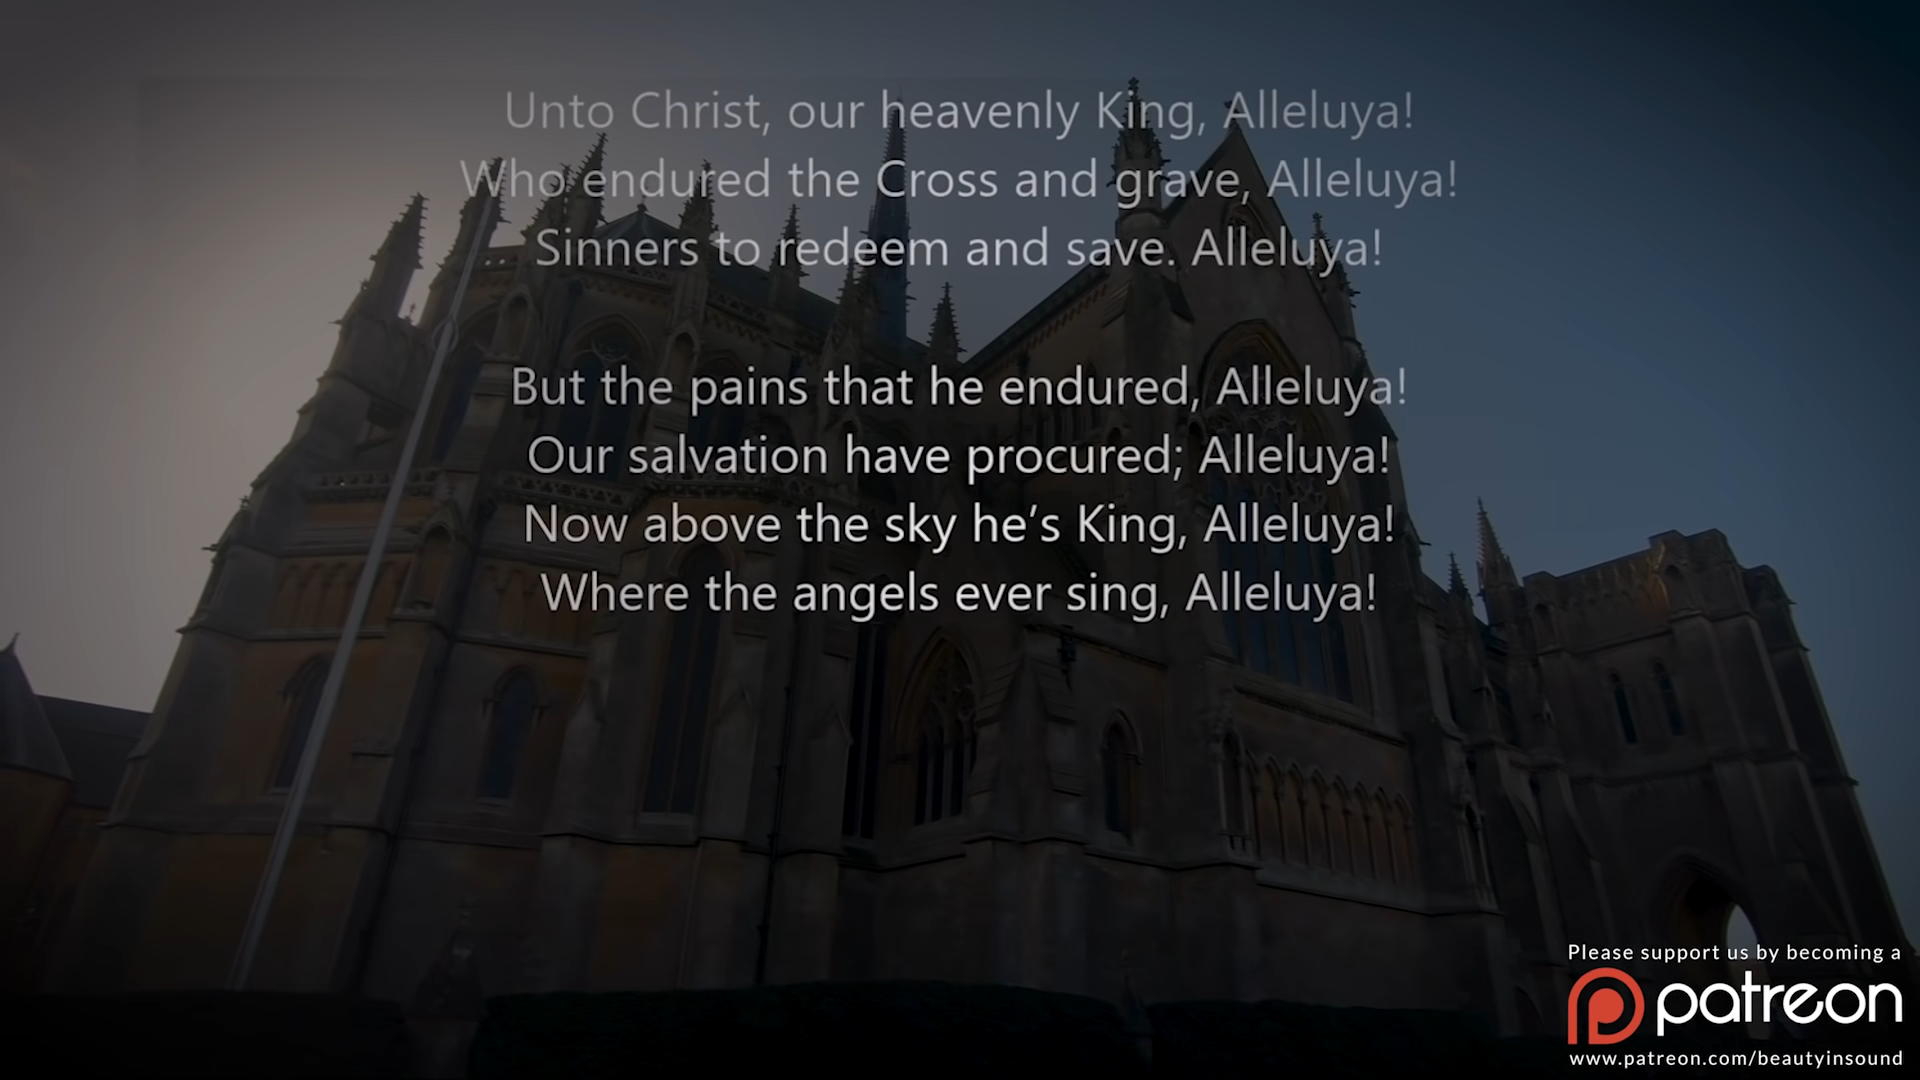 Unto Christ, our heavenly King, Alleluya!
Who endured the Cross and grave, Alleluya!
Sinners to redeem and save. Alleluya!
But the pains that he endured, Alleluya!
Our salvation have procured; Alleluya!
Now above the sky he’s King, Alleluya!
Where the angels ever sing, Alleluya!
Please support us by becoming a
patreon
www.patreon.com/beautyinsound